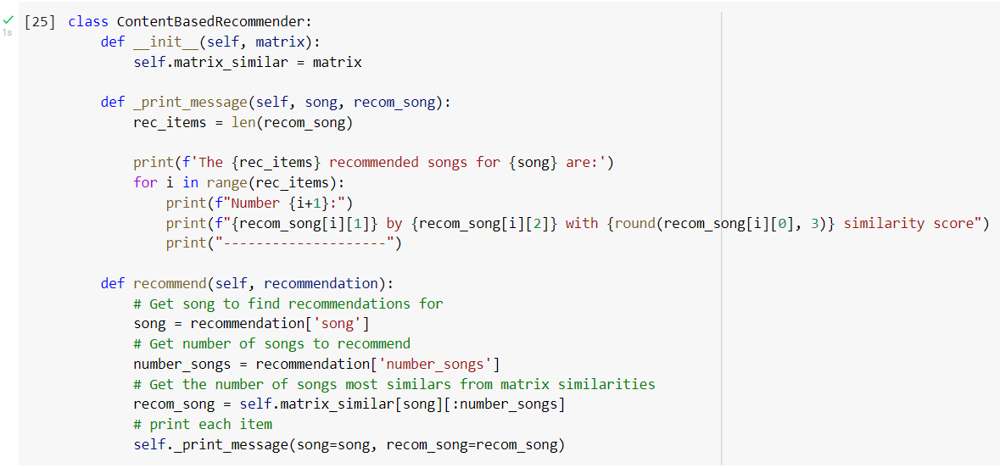 [25] class ContentBasedRecommender:
    def __init__(self, matrix):
        self.matrix_similar = matrix

    def _print_message(self, song, recom_song):
        rec_items = len(recom_song)

        print(f'The {rec_items} recommended songs for {song} are:')
        for i in range(rec_items):
            print(f"Number {i+1}:")
            print(f"{recom_song[i][1]} by {recom_song[i][2]} with {round(recom_song[i][0], 3)} similarity score")
            print("--------------------")

    def recommend(self, recommendation):
        # Get song to find recommendations for
        song = recommendation['song']
        # Get number of songs to recommend
        number_songs = recommendation['number_songs']
        # Get the number of songs most similars from matrix similarities
        recom_song = self.matrix_similar[song][:number_songs]
        # print each item
        self._print_message(song=song, recom_song=recom_song)
1s